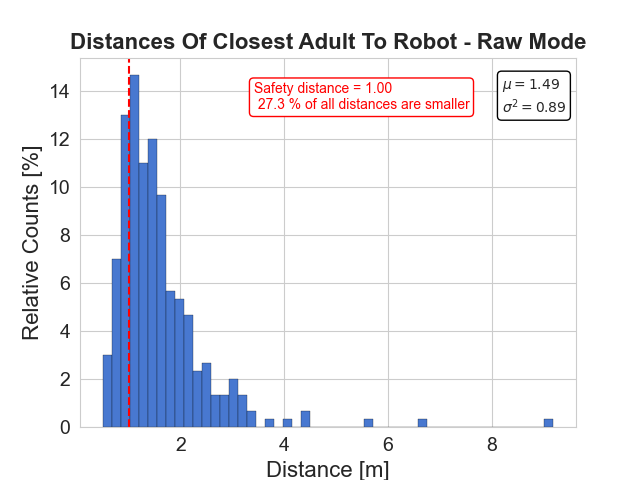 Distances Of Closest Adult To Robot - Raw Mode
Safety distance = 1.00
27.3 % of all distances are smaller
μ = 1.49
σ² = 0.89
Relative Counts [%]
14
12
10
8
6
4
2
0
2 4 6 8
Distance [m]